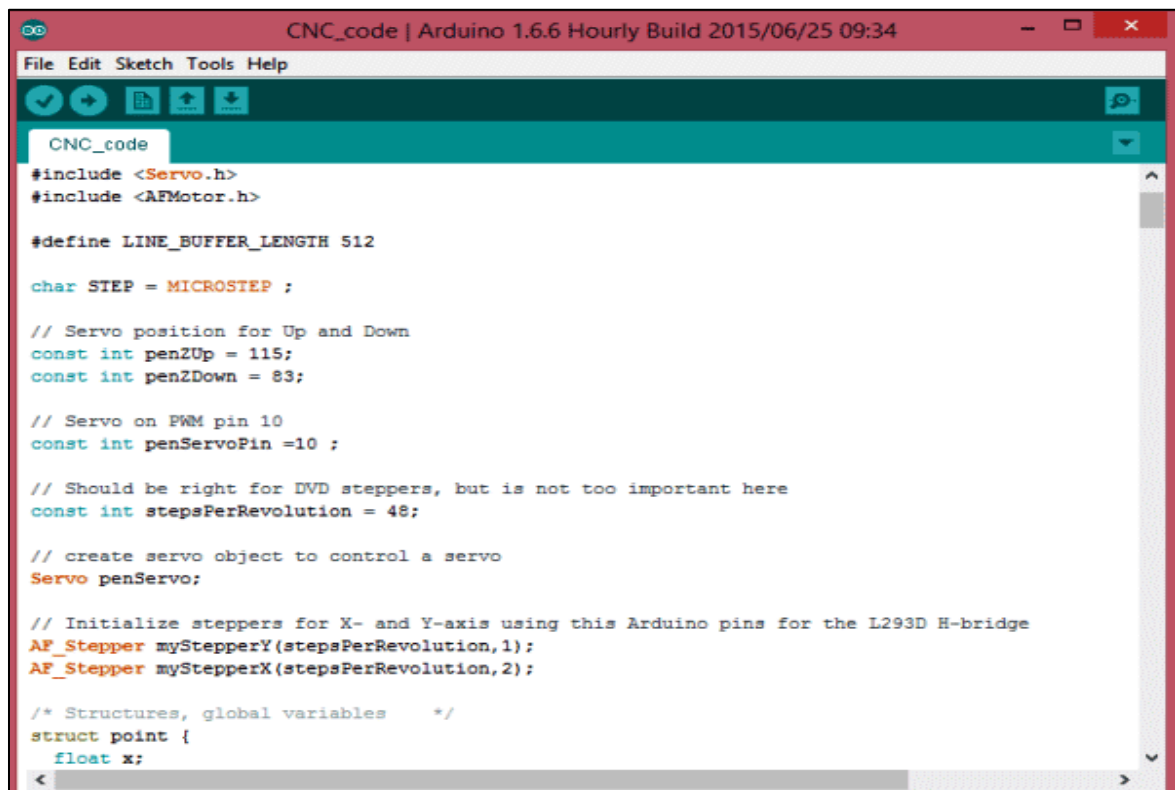 CNC_code | Arduino 1.6.6 Hourly Build 2015/06/25 09:34
File Edit Sketch Tools Help
CNC_code
#include <Servo.h>
#include <AFMotor.h>
#define LINE_BUFFER_LENGTH 512
char STEP = MICROSTEP ;
// Servo position for Up and Down
const int penZUp = 115;
const int penZDown = 83;
// Servo on PWM pin 10
const int penServoPin =10 ;
// Should be right for DVD steppers, but is not too important here
const int stepsPerRevolution = 48;
// create servo object to control a servo
Servo penServo;
// Initialize steppers for X- and Y-axis using this Arduino pins for the L293D H-bridge
AF_Stepper myStepperY(stepsPerRevolution,1);
AF_Stepper myStepperX(stepsPerRevolution,2);
/* Structures, global variables    */
struct point {
  float x;